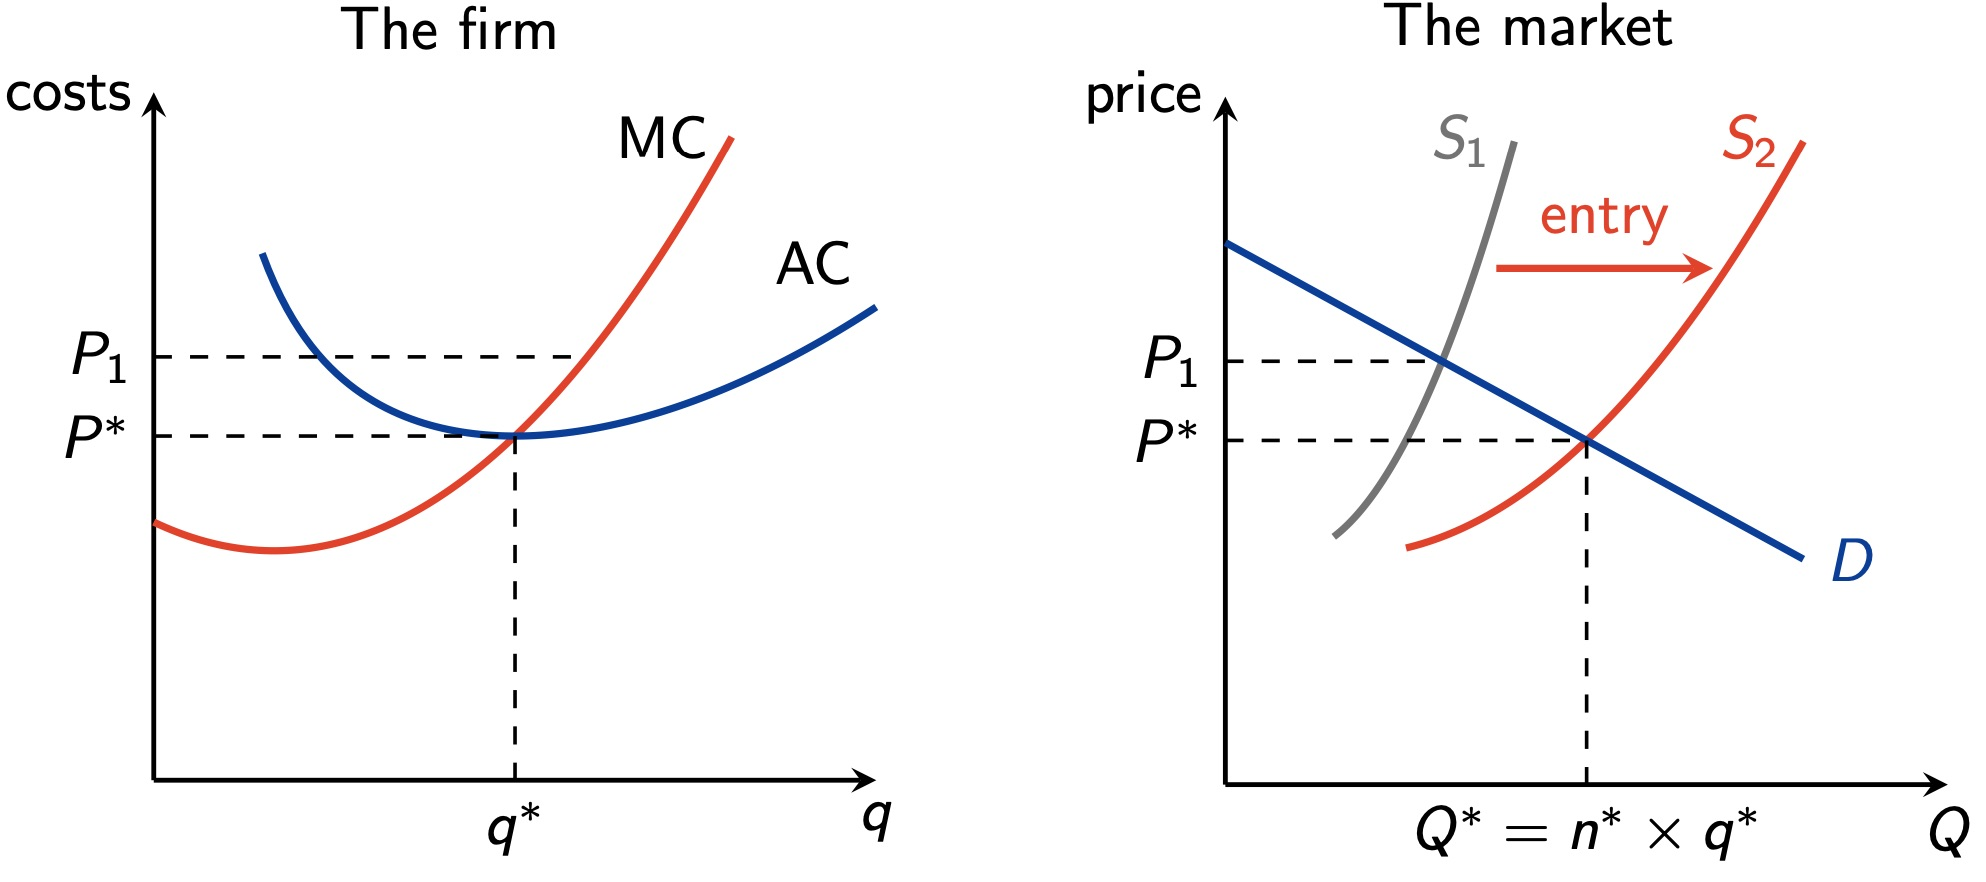 The firm
costs
MC
AC
P₁
P*
q*
q
The market
price
S₁
S₂
entry
P₁
P*
D
Q* = n* × q*
Q